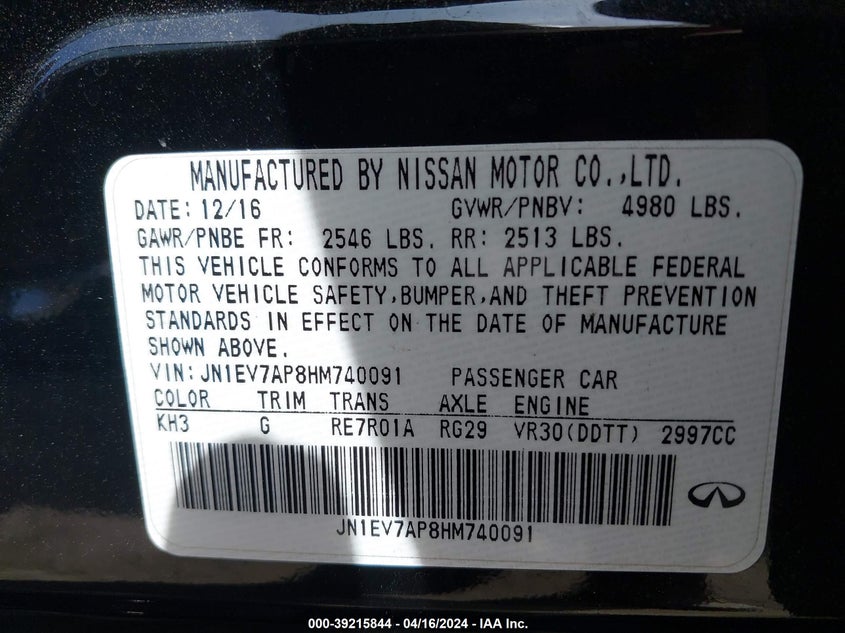 MANUFACTURED BY NISSAN MOTOR CO.,LTD.
DATE: 12/16 GVWR/PNBV: 4980 LBS.
GAWR/PNBE FR: 2546 LBS. RR: 2513 LBS.
THIS VEHICLE CONFORMS TO ALL APPLICABLE FEDERAL
MOTOR VEHICLE SAFETY,BUMPER,AND THEFT PREVENTION
STANDARDS IN EFFECT ON THE DATE OF MANUFACTURE
SHOWN ABOVE.
VIN:JN1EV7AP8HM740091 PASSENGER CAR
COLOR TRIM TRANS AXLE ENGINE
KH3 G RE7R01A RG29 VR30(DDTT) 2997CC
JN1EV7AP8HM740091
000-39215844 - 04/16/2024 - IAA Inc.